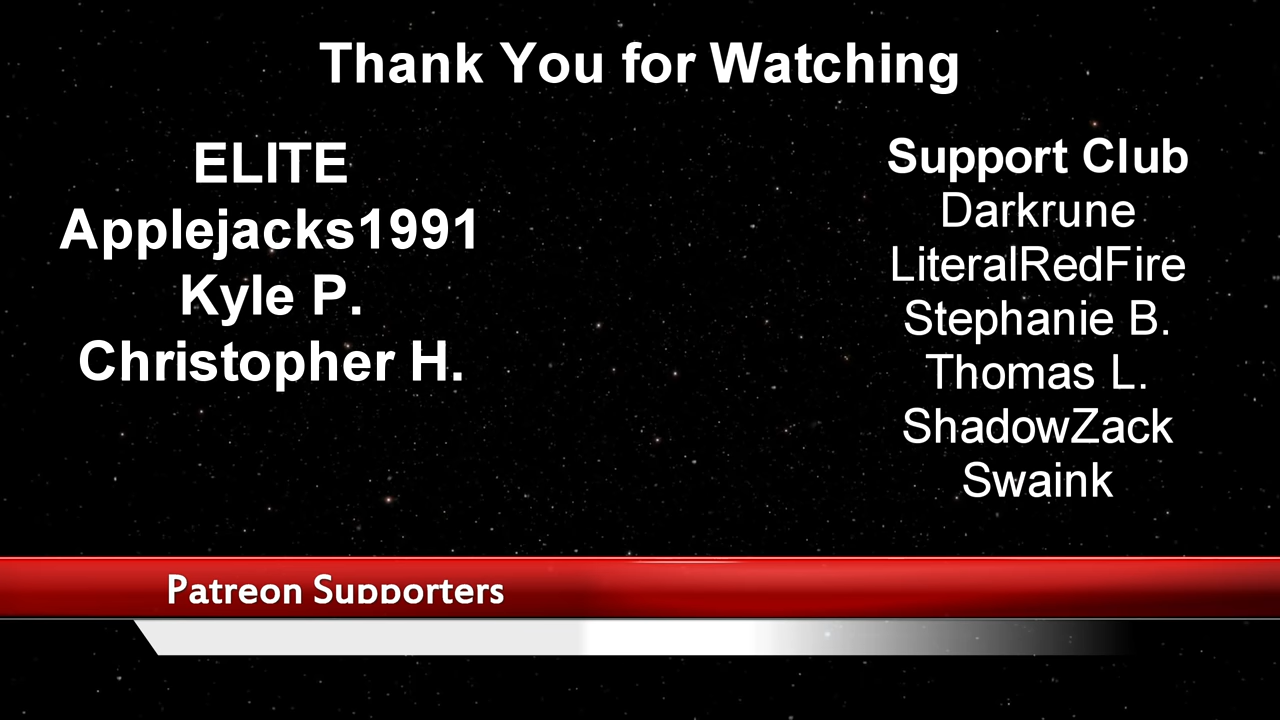 Thank You for Watching
ELITE
Applejacks1991
Kyle P.
Christopher H.
Support Club
Darkrune
LiteralRedFire
Stephanie B.
Thomas L.
ShadowZack
Swaink
Patreon Supporters